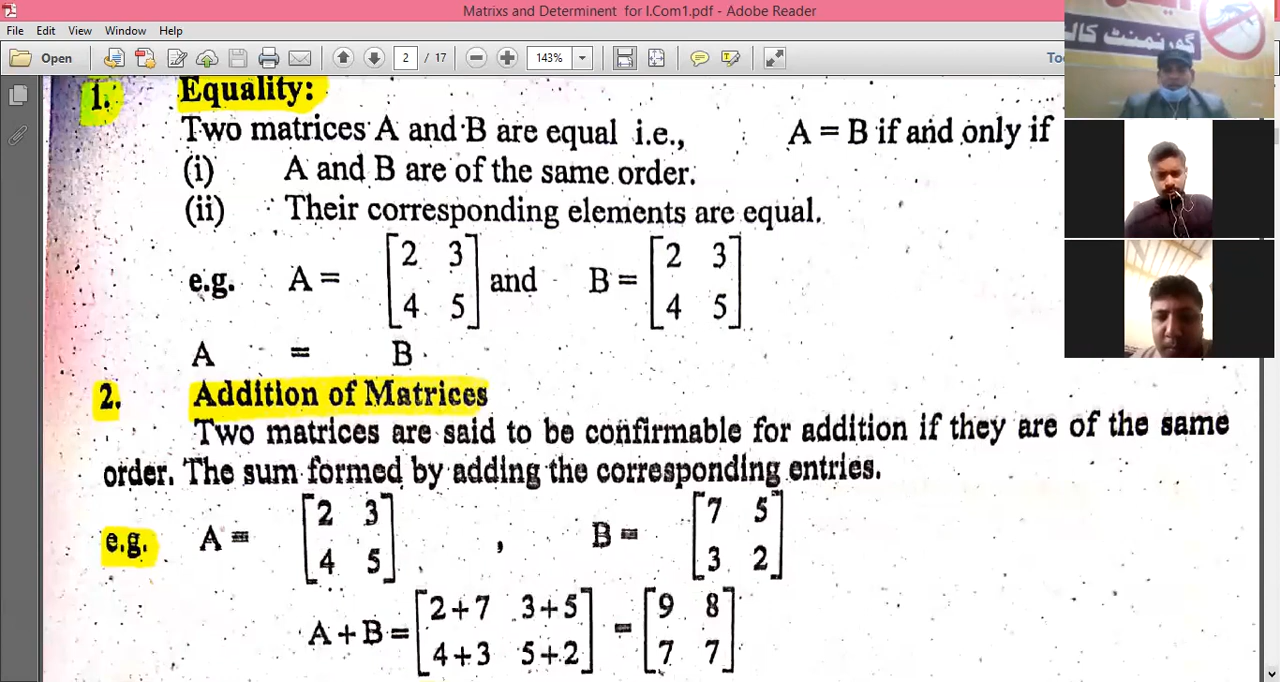 Matrixs and Determinent for I.Com1.pdf - Adobe Reader
File Edit View Window Help
Open 2 / 17 143%
گورنمنٹ
1. Equality:
Two matrices A and B are equal i.e., A = B if and only if
(i) A and B are of the same order.
(ii) Their corresponding elements are equal.
e.g. A = [2 3 4 5] and B = [2 3 4 5]
A = B
2. Addition of Matrices
Two matrices are said to be confirmable for addition if they are of the same
order. The sum formed by adding the corresponding entries.
e.g. A = [2 3 4 5] , B = [7 5 3 2]
A + B = [2+7 3+5 4+3 5+2] = [9 8 7 7]